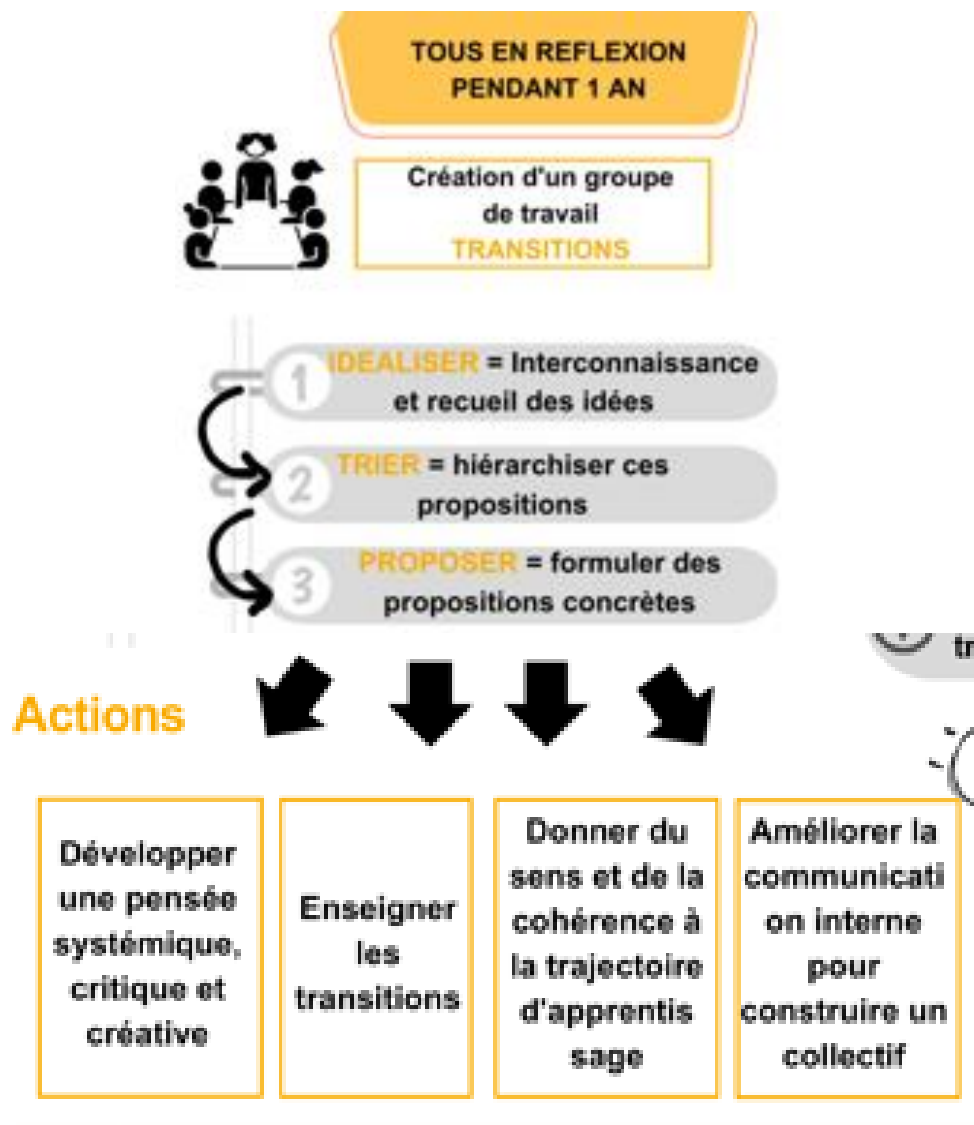 TOUS EN REFLEXION
PENDANT 1 AN
Création d'un groupe
de travail
TRANSITIONS
1 IDEALISER = Interconnaissance
et recueil des idées
2 TRIER = hiérarchiser ces
propositions
3 PROPOSER = formuler des
propositions concrètes
tr
Actions
Développer
une pensée
systémique,
critique et
créative
Enseigner
les
transitions
Donner du
sens et de la
cohérence à
la trajectoire
d'apprentis
sage
Améliorer la
communicati
on interne
pour
construire un
collectif